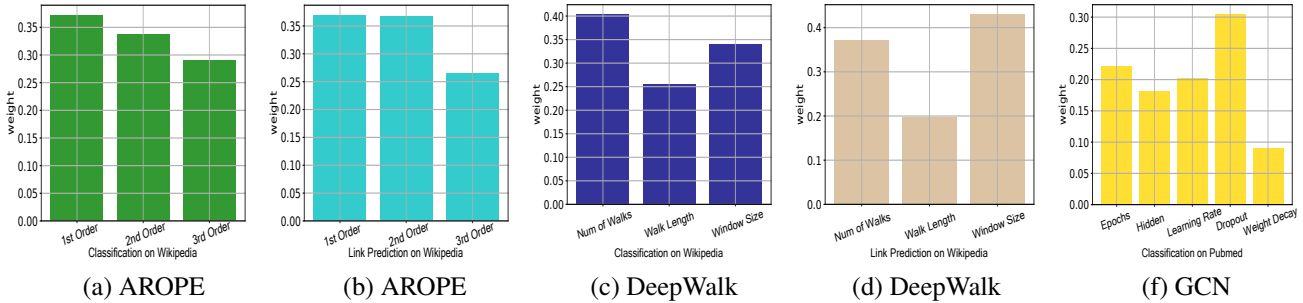 weight
0.35
0.30
0.25
0.20
0.15
0.10
0.05
0.00
1st Order
2nd Order
3rd Order
Classification on Wikipedia
(a) AROPE
weight
0.35
0.30
0.25
0.20
0.15
0.10
0.05
0.00
1st Order
2nd Order
3rd Order
Link Prediction on Wikipedia
(b) AROPE
weight
0.40
0.35
0.30
0.25
0.20
0.15
0.10
0.05
0.00
Num of Walks
Walk Length
Window Size
Classification on Wikipedia
(c) DeepWalk
weight
0.4
0.3
0.2
0.1
0.0
Num of Walks
Walk Length
Window Size
Link Prediction on Wikipedia
(d) DeepWalk
weight
0.30
0.25
0.20
0.15
0.10
0.05
0.00
Epochs
Hidden
Learning Rate
Dropout
Weight Decay
Classification on Pubmed
(f) GCN